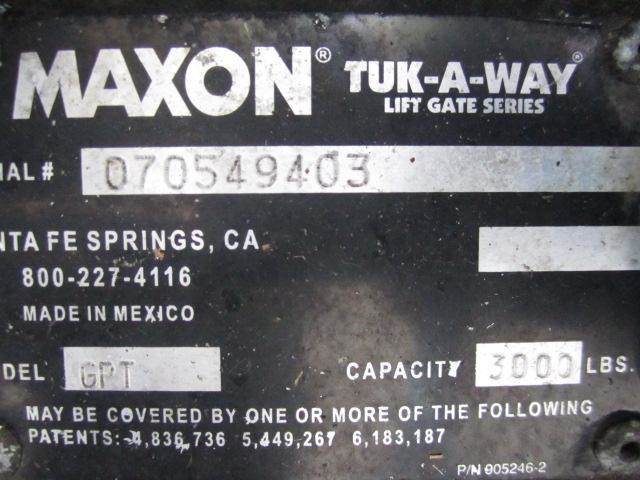 MAXON® TUK-A-WAY®
LIFT GATE SERIES
IAL # 070549403
NTA FE SPRINGS, CA
800-227-4116
MADE IN MEXICO
DEL GPT CAPACITY 3000 LBS.
MAY BE COVERED BY ONE OR MORE OF THE FOLLOWING
PATENTS: 4,836,736 5,449,267 6,183,187
P/N 905246-2